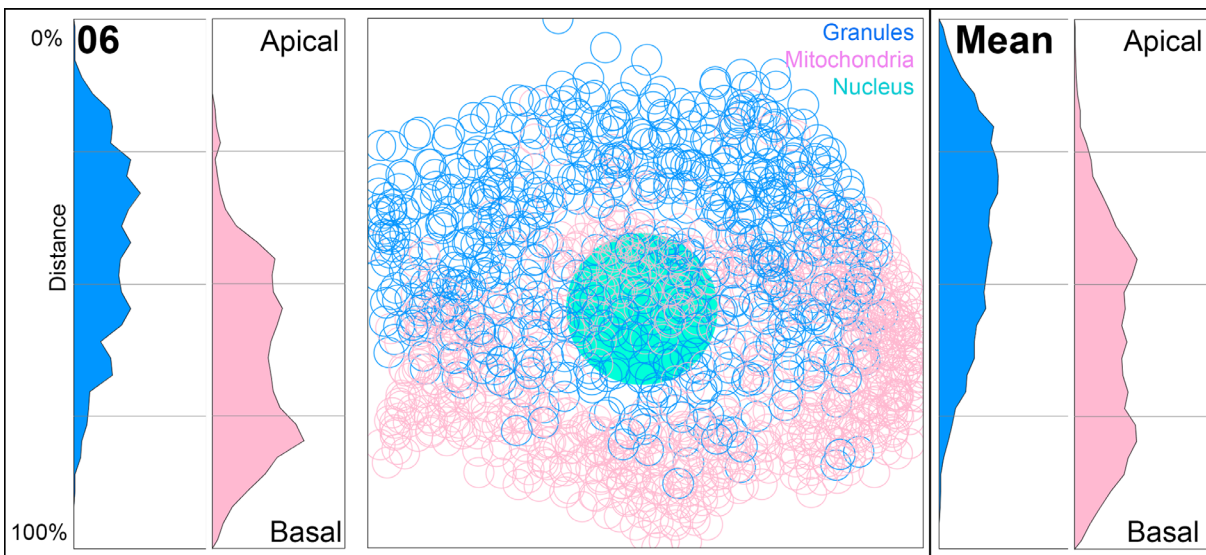 0%
06
Apical
Distance
100%
Basal
Granules
Mitochondria
Nucleus
Mean
Apical
Basal